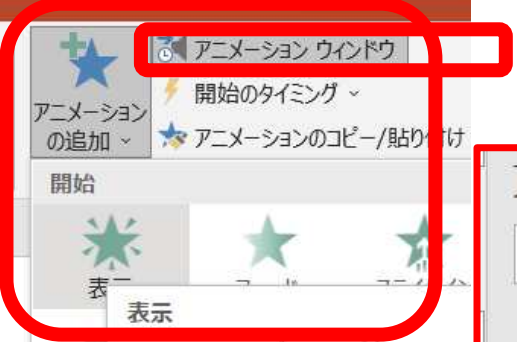 アニメーション ウィンドウ
開始のタイミング
アニメーション
の追加
アニメーションのコピー/貼り付け
開始
表示
表示